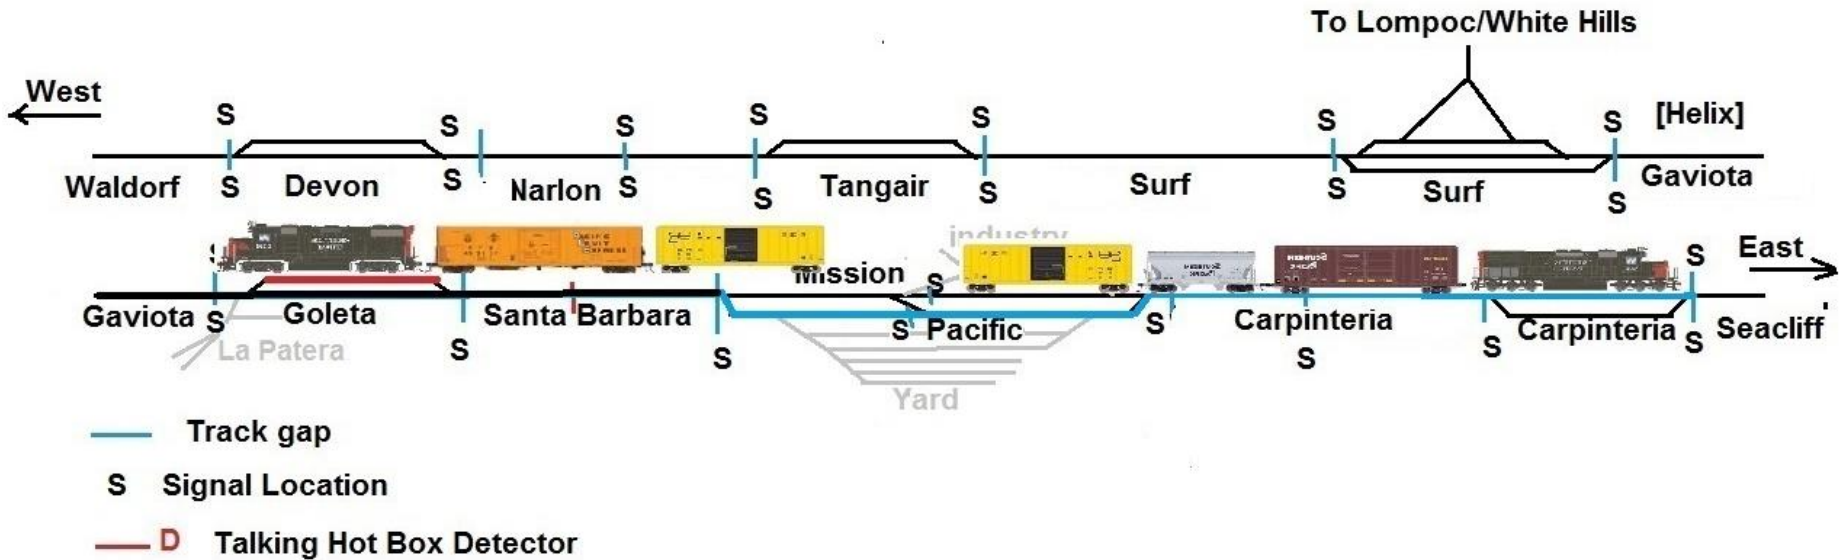 To Lompoc/White Hills
West
S S S S S S S [Helix]
Waldorf S Devon S Narlon S S Tangair S Surf S Surf S Gaviota
industry
Mission S S East
Gaviota S Goleta Santa Barbara S Pacific S Carpinteria Carpinteria Seacliff
La Patera S S S S S
Yard
Track gap
S Signal Location
D Talking Hot Box Detector